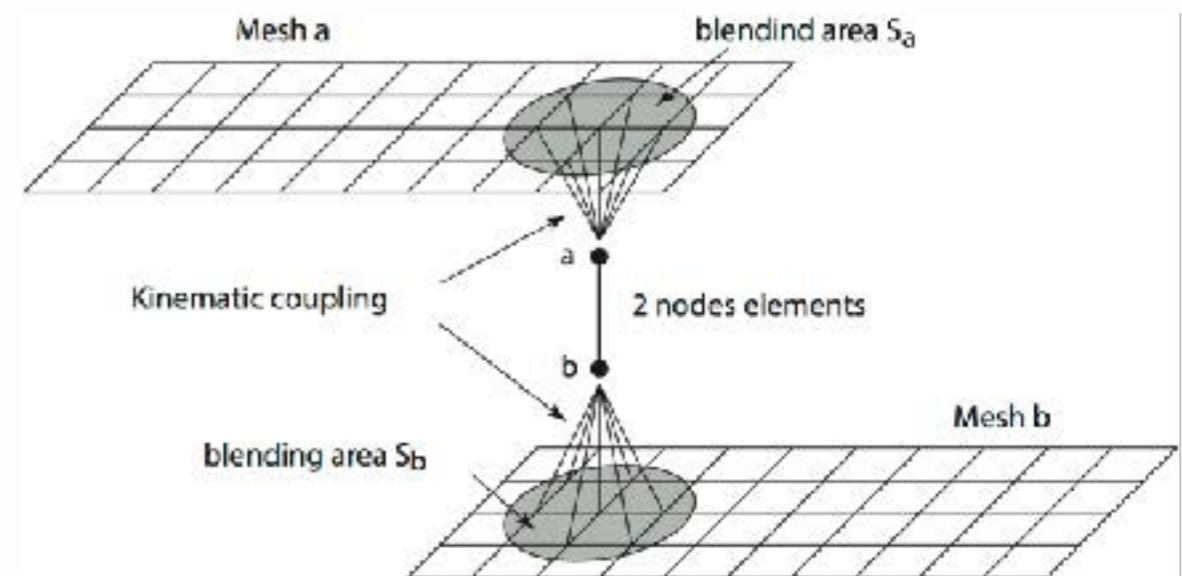 Mesh a
blendind area Sa
a
Kinematic coupling
2 nodes elements
b
Mesh b
blending area Sb